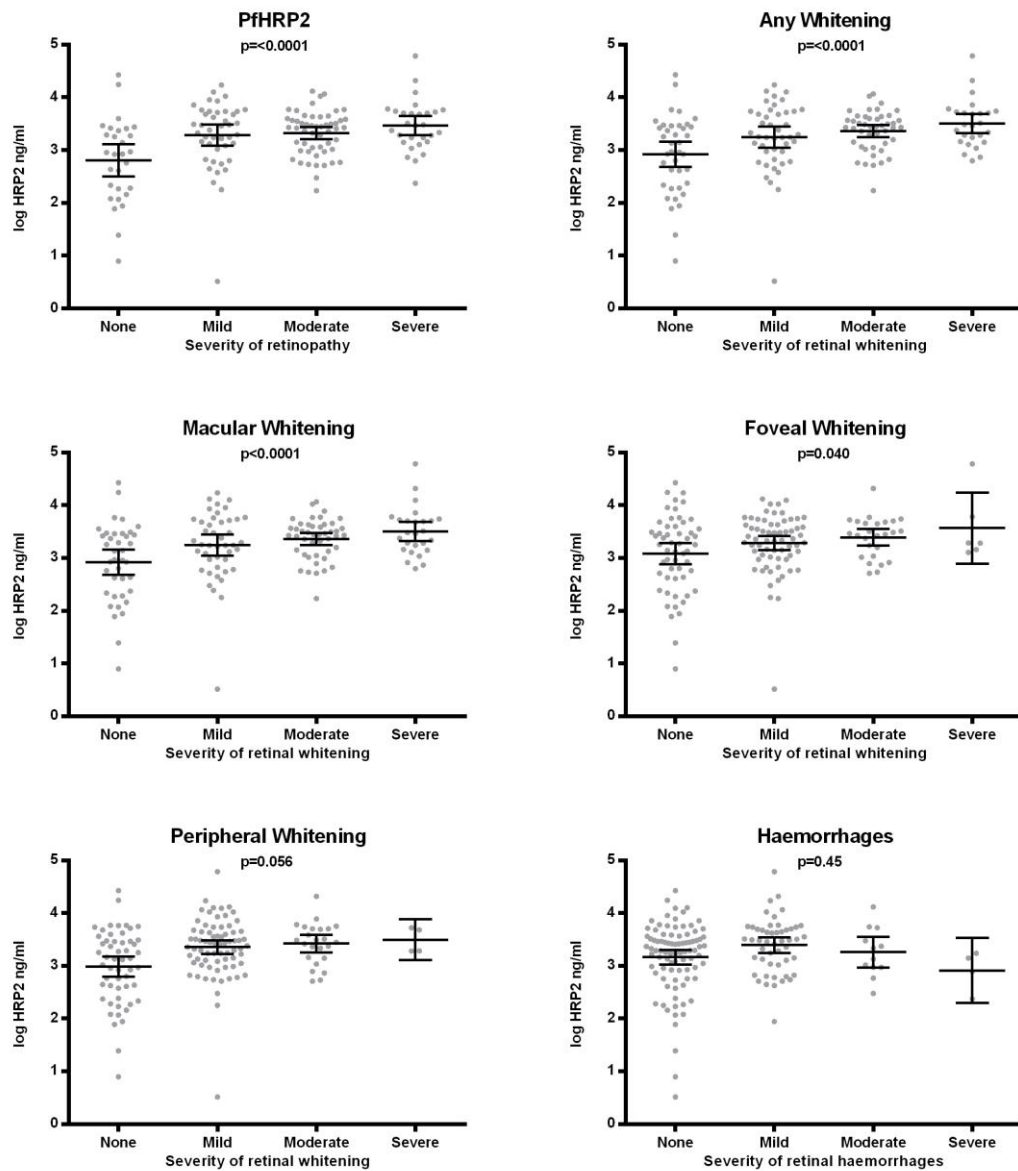 PfHRP2
p=<0.0001
5
4
3
2
1
0
log HRP2 ng/ml
None Mild Moderate Severe
Severity of retinopathy
Any Whitening
p=<0.0001
5
4
3
2
1
0
log HRP2 ng/ml
None Mild Moderate Severe
Severity of retinal whitening
Macular Whitening
p<0.0001
5
4
3
2
1
0
log HRP2 ng/ml
None Mild Moderate Severe
Severity of retinal whitening
Foveal Whitening
p=0.040
5
4
3
2
1
0
log HRP2 ng/ml
None Mild Moderate Severe
Severity of retinal whitening
Peripheral Whitening
p=0.056
5
4
3
2
1
0
log HRP2 ng/ml
None Mild Moderate Severe
Severity of retinal whitening
Haemorrhages
p=0.45
5
4
3
2
1
0
log HRP2 ng/ml
None Mild Moderate Severe
Severity of retinal haemorrhages